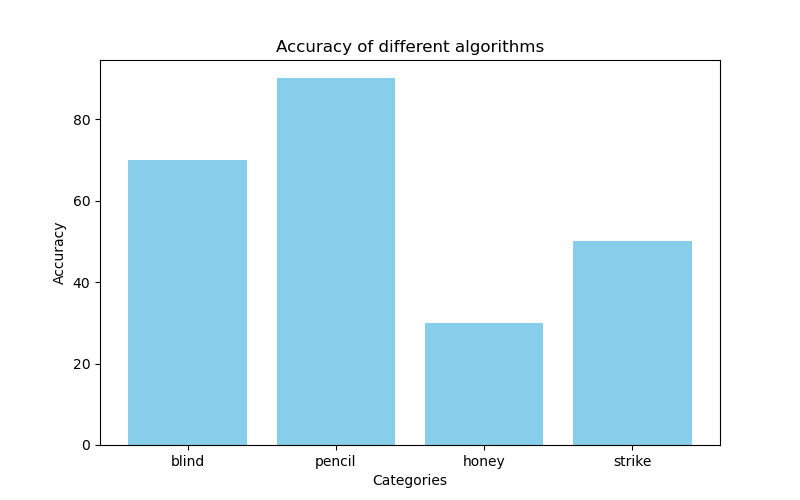 Accuracy of different algorithms
Accuracy
80
60
40
20
0
blind pencil honey strike
Categories